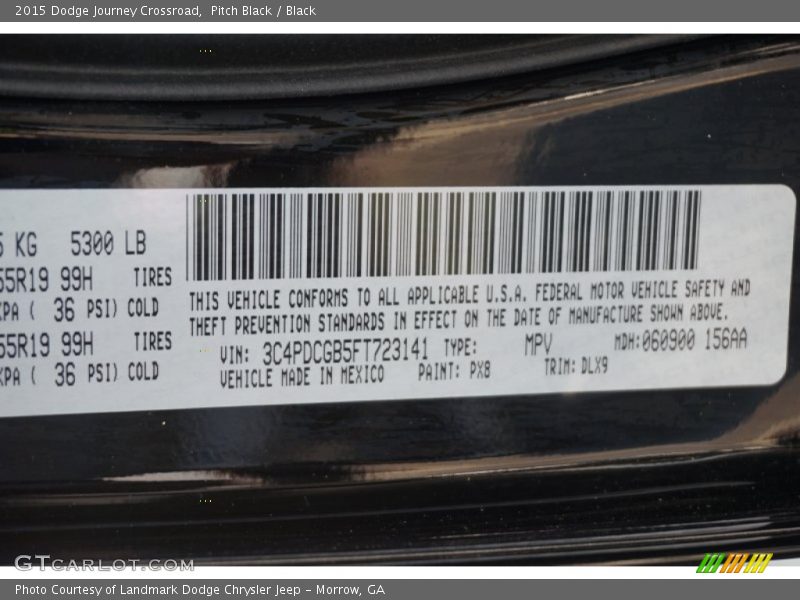 2015 Dodge Journey Crossroad, Pitch Black / Black
5 KG 5300 LB
55R19 99H TIRES
KPA ( 36 PSI) COLD
55R19 99H TIRES
KPA ( 36 PSI) COLD
THIS VEHICLE CONFORMS TO ALL APPLICABLE U.S.A. FEDERAL MOTOR VEHICLE SAFETY AND
THEFT PREVENTION STANDARDS IN EFFECT ON THE DATE OF MANUFACTURE SHOWN ABOVE.
VIN: 3C4PDCGB5FT723141 TYPE: MPV MDH:060900 156AA
VEHICLE MADE IN MEXICO PAINT: PX8 TRIM: DLX9
GTCARLOT.COM
Photo Courtesy of Landmark Dodge Chrysler Jeep – Morrow, GA